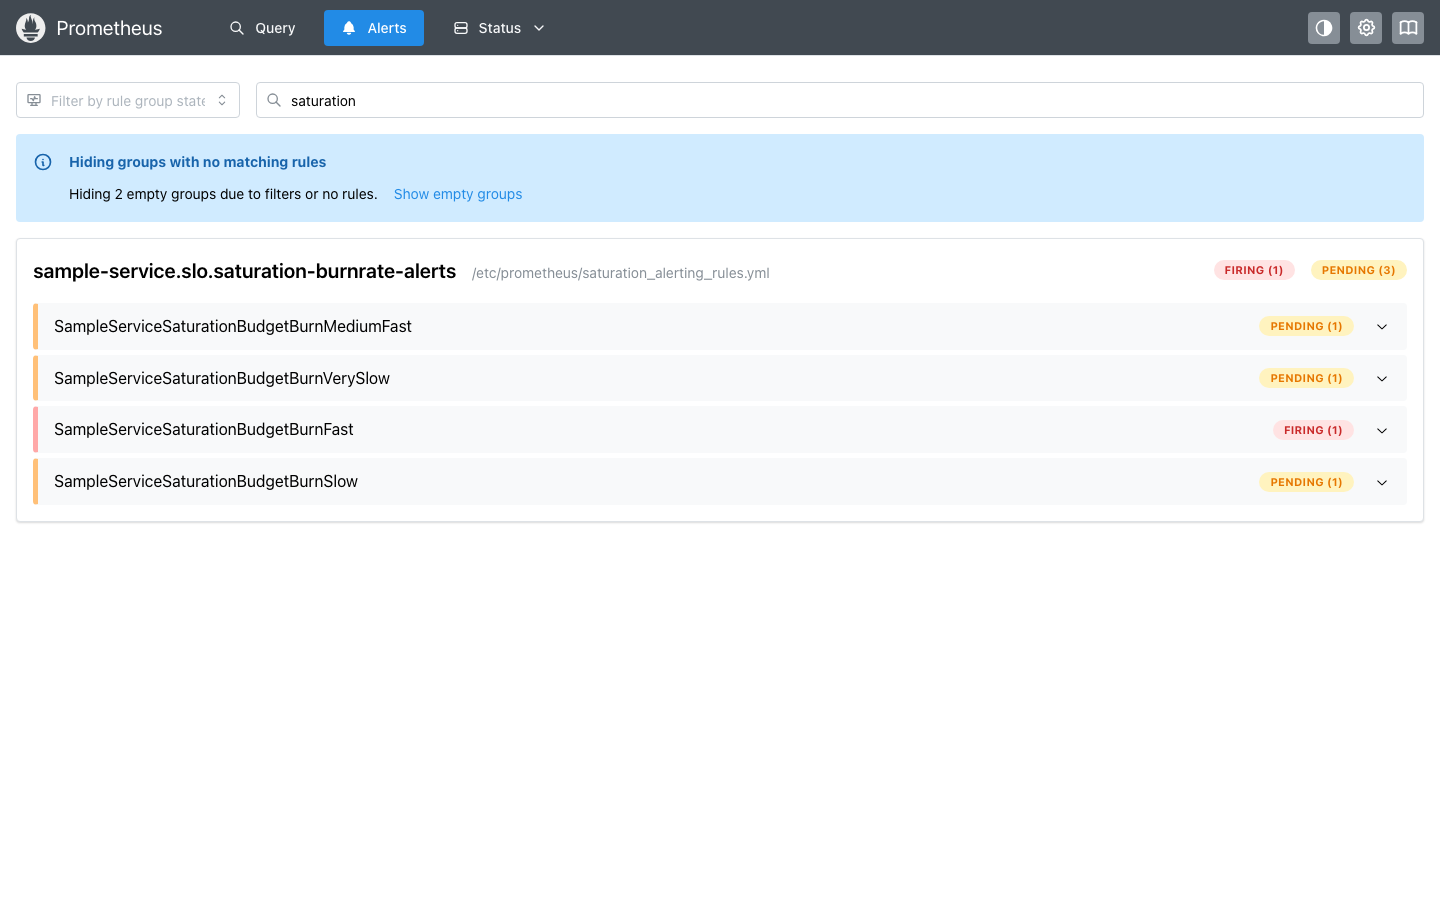 Prometheus Query Alerts Status
Filter by rule group state saturation
Hiding groups with no matching rules
Hiding 2 empty groups due to filters or no rules. Show empty groups
sample-service.slo.saturation-burnrate-alerts /etc/prometheus/saturation_alerting_rules.yml FIRING (1) PENDING (3)
SampleServiceSaturationBudgetBurnMediumFast PENDING (1)
SampleServiceSaturationBudgetBurnVerySlow PENDING (1)
SampleServiceSaturationBudgetBurnFast FIRING (1)
SampleServiceSaturationBudgetBurnSlow PENDING (1)